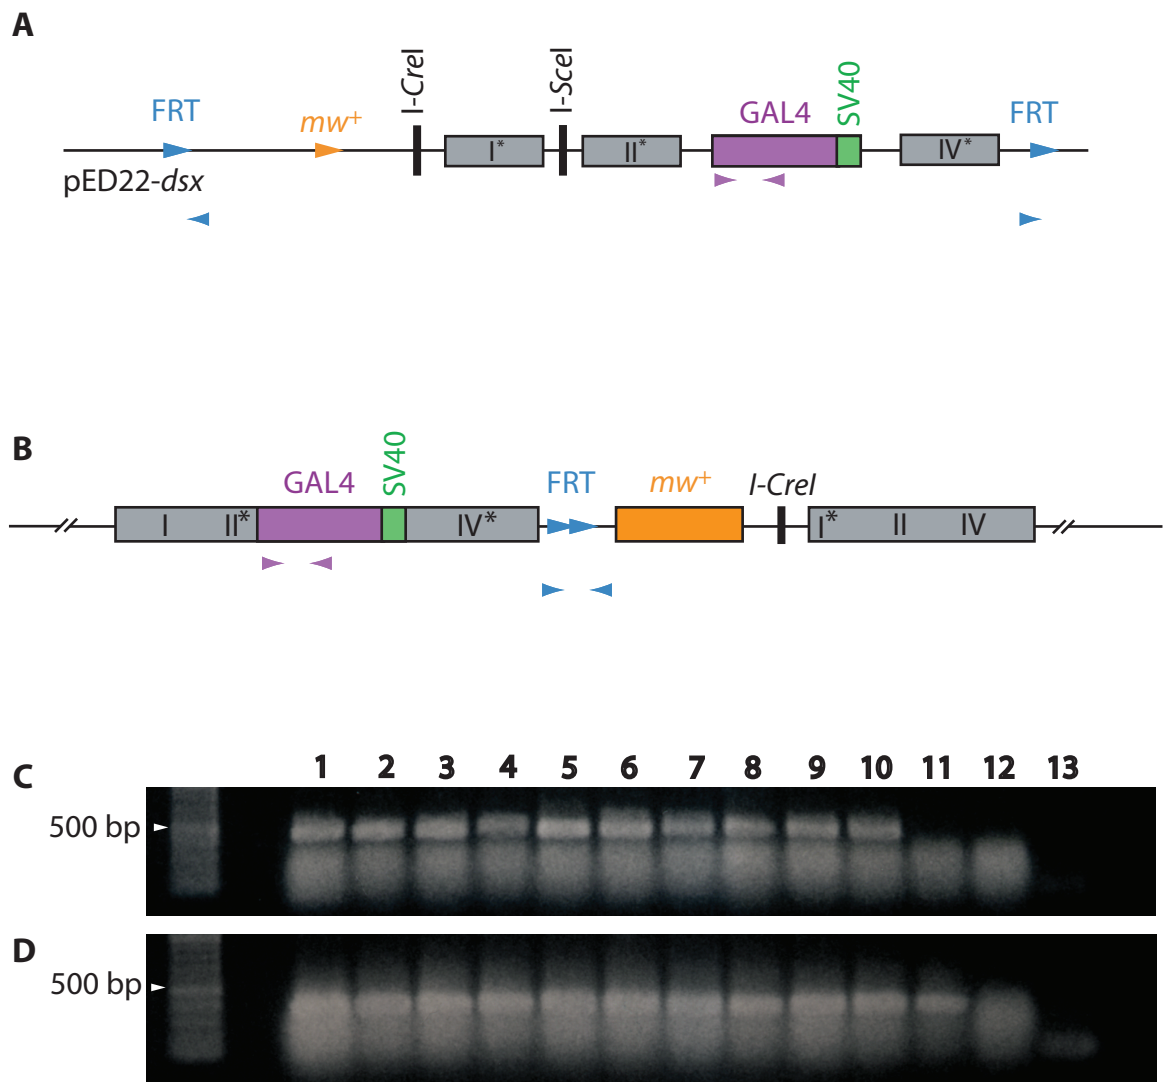 A
FRT
mw+
I-CreI
I-SceI
GAL4
SV40
FRT
I*
II*
IV*
pED22-dsx
B
GAL4
SV40
FRT
mw+
I-CreI
I
II*
IV*
I*
II
IV
C
1 2 3 4 5 6 7 8 9 10 11 12 13
500 bp
D
500 bp